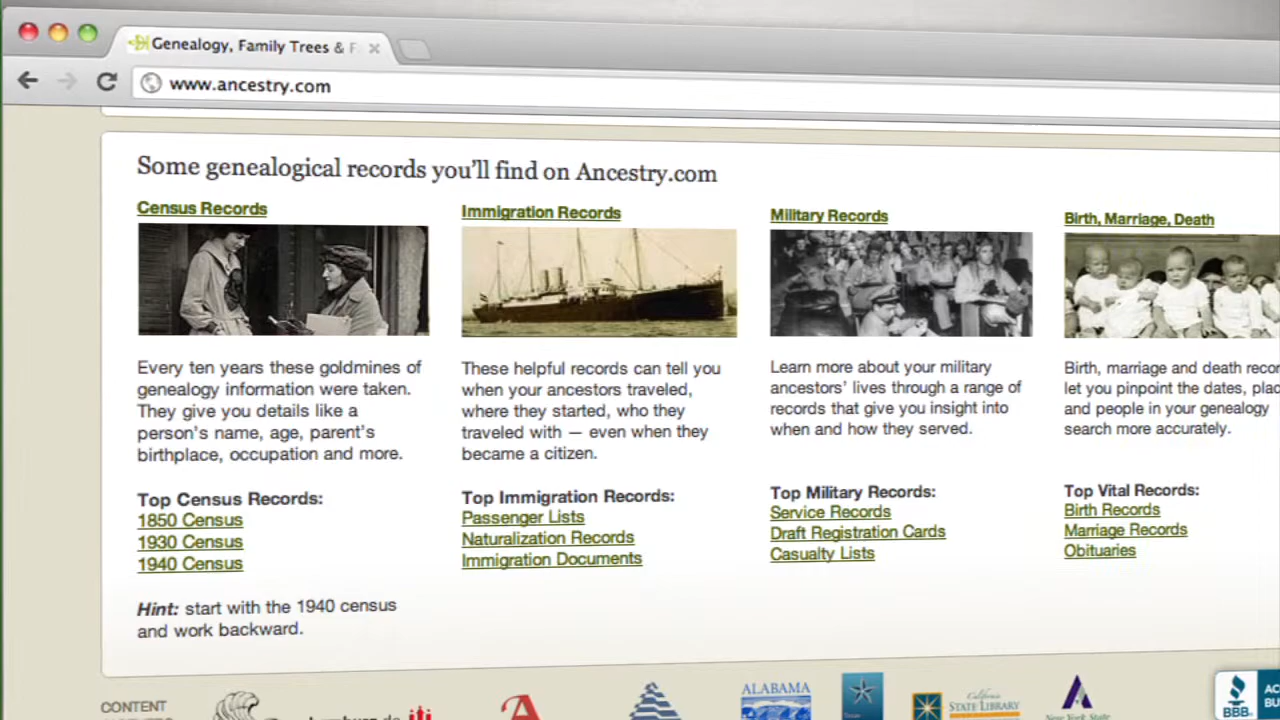 Genealogy, Family Trees & F
www.ancestry.com
Some genealogical records you'll find on Ancestry.com
Census Records
Every ten years these goldmines of
genealogy information were taken.
They give you details like a
person's name, age, parent's
birthplace, occupation and more.
Top Census Records:
1850 Census
1930 Census
1940 Census
Hint: start with the 1940 census
and work backward.
Immigration Records
These helpful records can tell you
when your ancestors traveled,
where they started, who they
traveled with — even when they
became a citizen.
Top Immigration Records:
Passenger Lists
Naturalization Records
Immigration Documents
Military Records
Learn more about your military
ancestors' lives through a range of
records that give you insight into
when and how they served.
Top Military Records:
Service Records
Draft Registration Cards
Casualty Lists
Birth, Marriage, Death
Birth, marriage and death recor
let you pinpoint the dates, plac
and people in your genealogy
search more accurately.
Top Vital Records:
Birth Records
Marriage Records
Obituaries
CONTENT
ALABAMA
California
STATE LIBRARY
New York State
BBB.
AC
BU